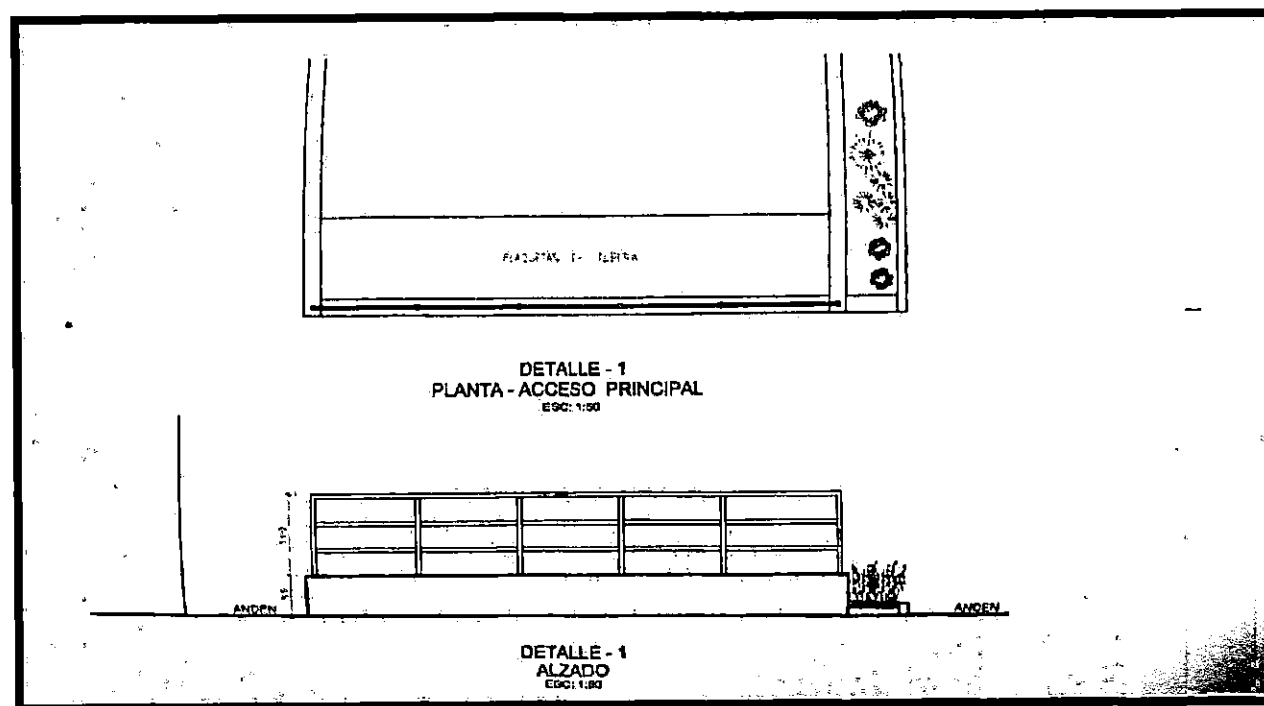 DETALLE - 1
PLANTA - ACCESO PRINCIPAL
ESC: 1:50
ANDEN
ANDEN
DETALLE - 1
ALZADO
ESC: 1:50